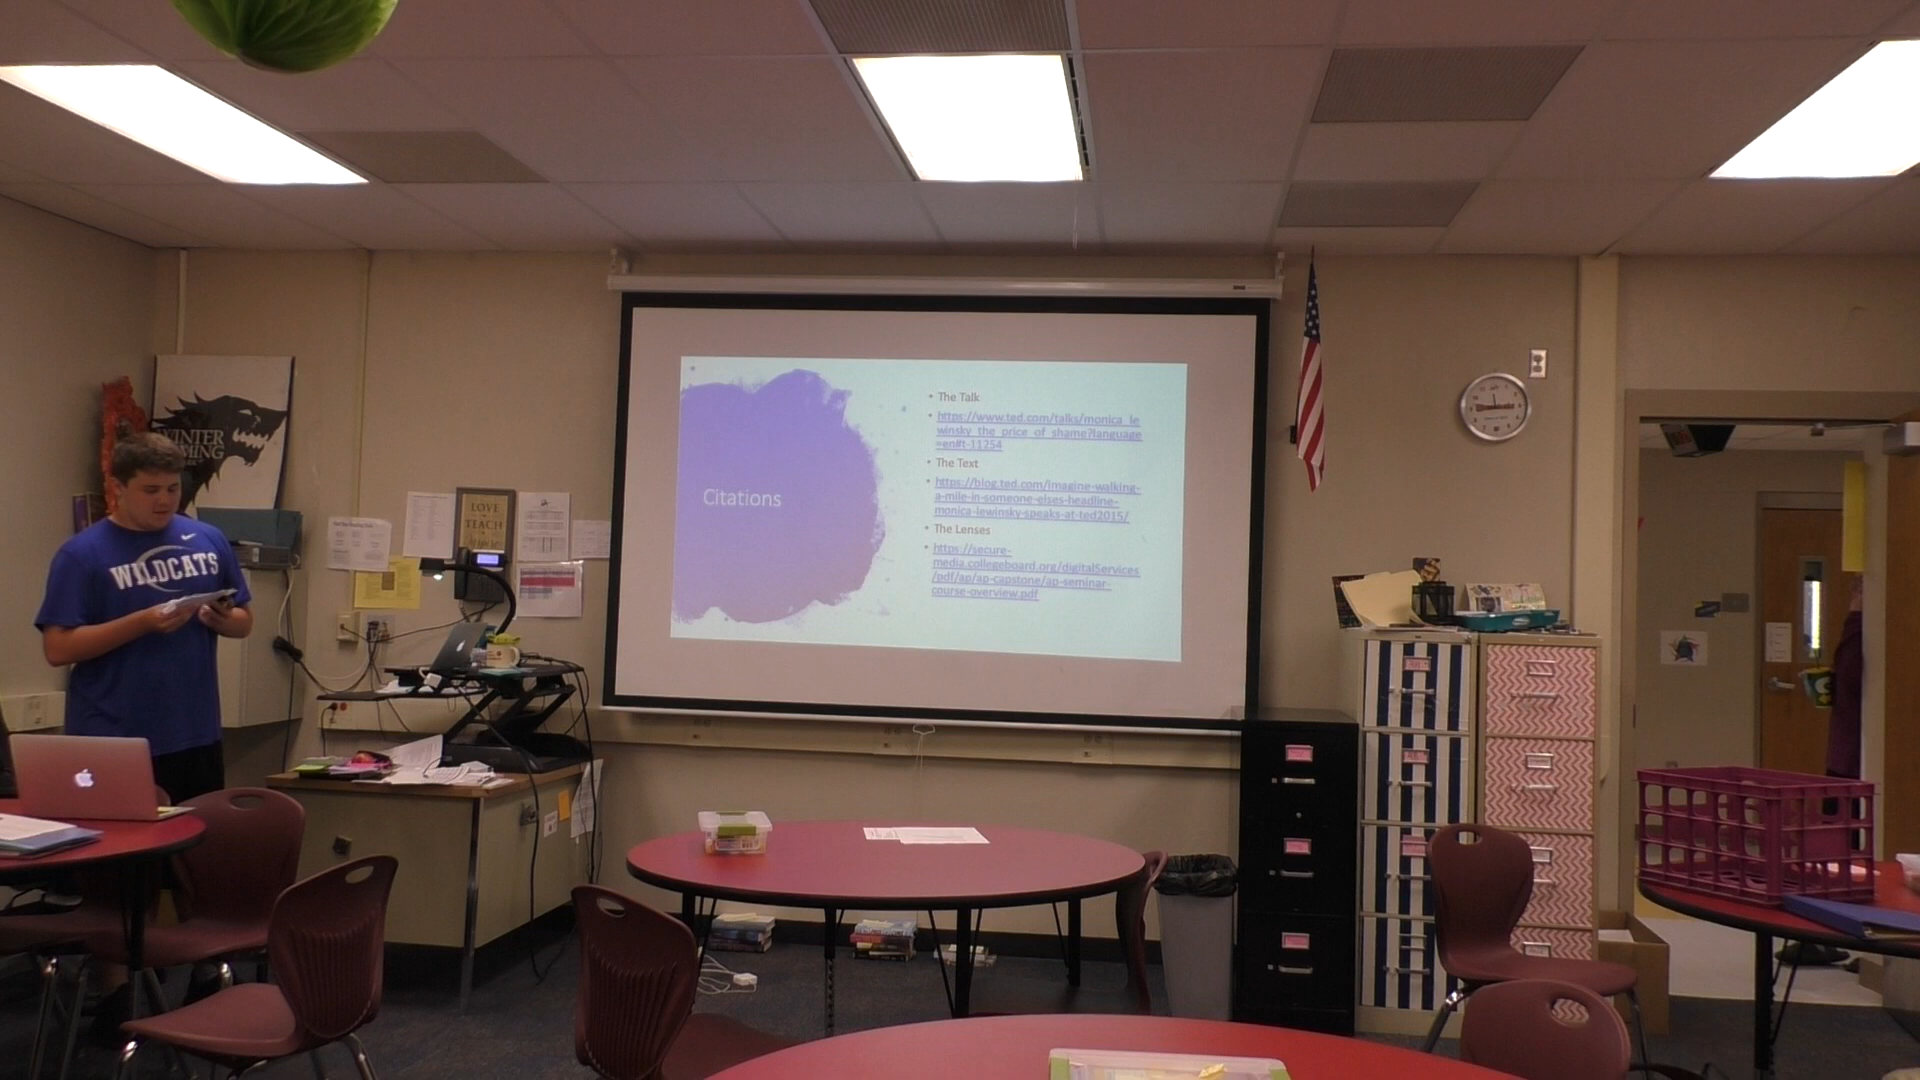 WINTER
COMING
WILDCATS
LOVE
TEACH
Citations
• The Talk
• https://www.ted.com/talks/monica_le
winsky_the_price_of_shame?language
=en#t-11254
• The Text
• https://blog.ted.com/imagine-walking-
a-mile-in-someone-elses-headline-
monica-lewinsky-speaks-at-ted2015/
• The Lenses
• https://secure-
media.collegeboard.org/digitalServices
/pdf/ap/ap-capstone/ap-seminar-
course-overview.pdf